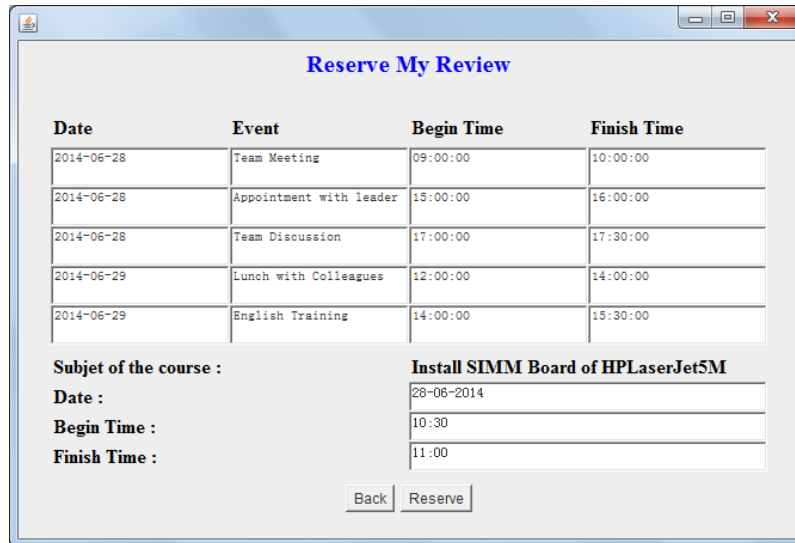 Reserve My Review
Date Event Begin Time Finish Time
2014-06-28 Team Meeting 09:00:00 10:00:00
2014-06-28 Appointment with leader 15:00:00 16:00:00
2014-06-28 Team Discussion 17:00:00 17:30:00
2014-06-29 Lunch with Colleagues 12:00:00 14:00:00
2014-06-29 English Training 14:00:00 15:30:00
Subjet of the course : Install SIMM Board of HPLaserJet5M
Date : 28-06-2014
Begin Time : 10:30
Finish Time : 11:00
Back Reserve